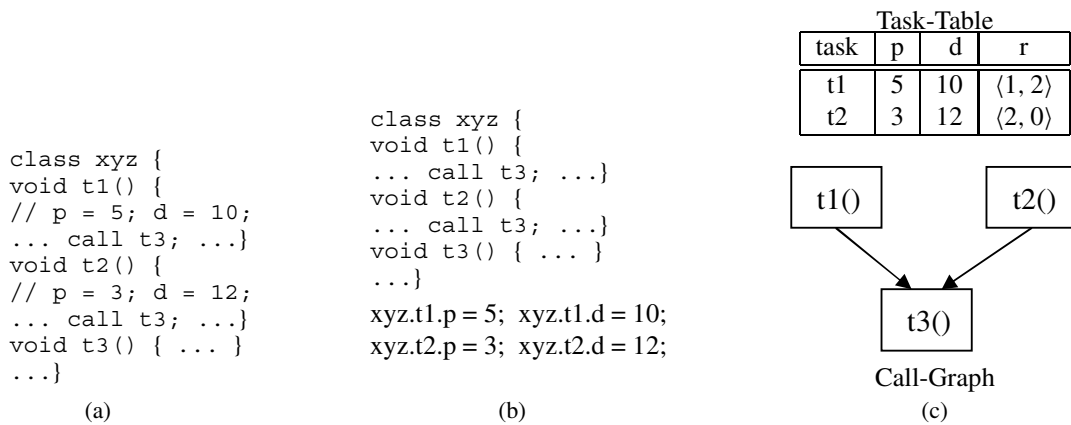 class xyz {
void t1() {
// p = 5; d = 10;
... call t3; ...}
void t2() {
// p = 3; d = 12;
... call t3; ...}
void t3() { ... }
...}
(a)
class xyz {
void t1() {
... call t3; ...}
void t2() {
... call t3; ...}
void t3() { ... }
...}
xyz.t1.p = 5; xyz.t1.d = 10;
xyz.t2.p = 3; xyz.t2.d = 12;
(b)
Task-Table
task p d r
t1 5 10 ⟨1, 2⟩
t2 3 12 ⟨2, 0⟩
t1() t2()
t3()
Call-Graph
(c)